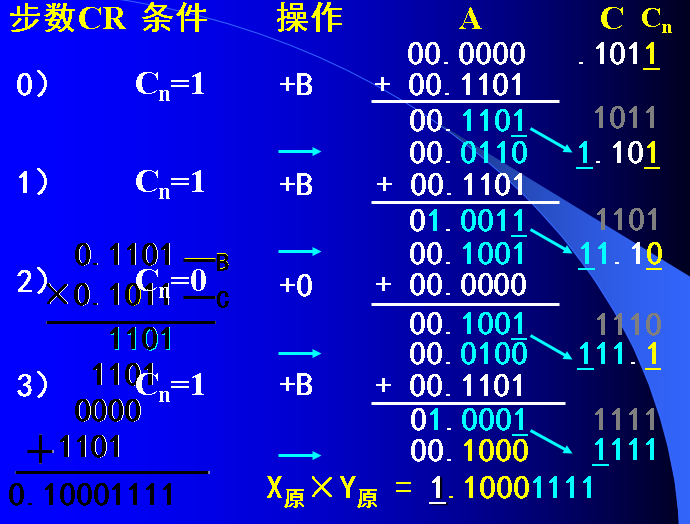 步数CR 条件 操作 A C Cn
00.0000 .1011
0) Cn=1 +B + 00.1101
00.1101 1011
00.0110 1.101
1) Cn=1 +B + 00.1101
01.0011 1101
0.1101 B 00.1001 11.10
2) Cn=0 +0 + 00.0000
×0.1011 C
00.1001 1110
1101
00.0100 111.1
1101
3) Cn=1 +B + 00.1101
0000
01.0001 1111
+1101
00.1000 1111
0.10001111 X原×Y原 = 1.10001111